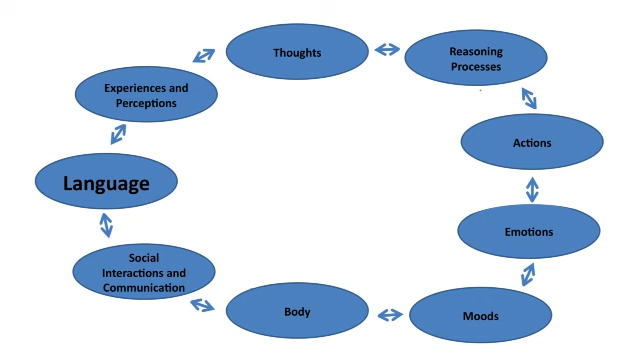 Thoughts
Reasoning
Processes
Experiences and
Perceptions
Actions
Language
Emotions
Social
Interactions and
Communication
Body
Moods